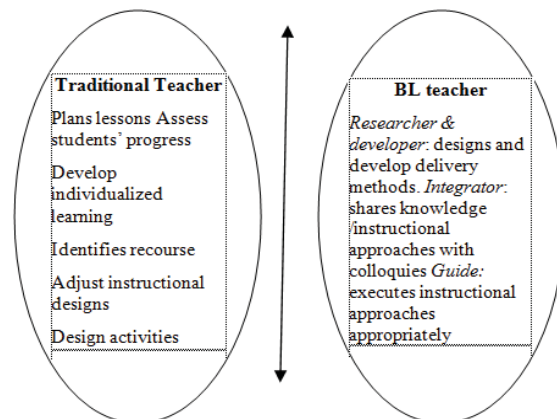 Traditional Teacher
Plans lessons Assess
students’ progress
Develop
individualized
learning
Identifies recourse
Adjust instructional
designs
Design activities
BL teacher
Researcher &
developer: designs and
develop delivery
methods. Integrator:
shares knowledge
/instructional
approaches with
colloquies Guide:
executes instructional
approaches
appropriately